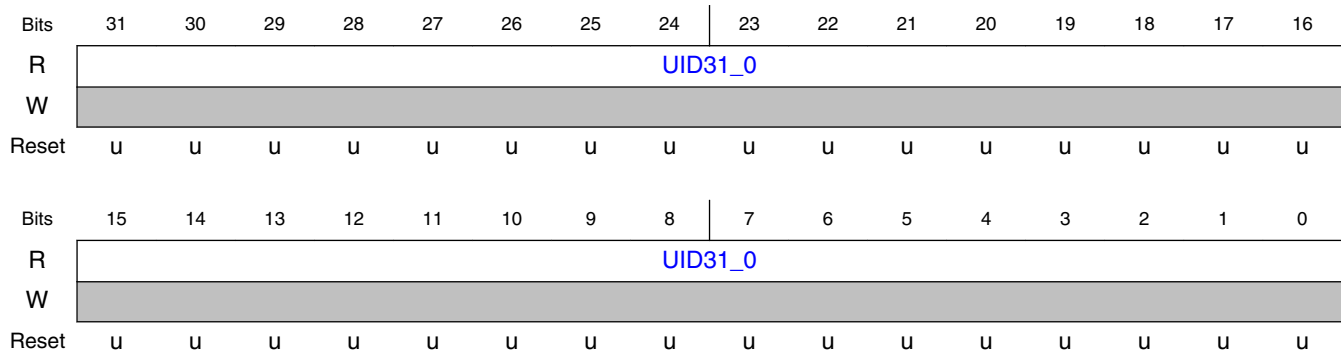 Bits 31 30 29 28 27 26 25 24 23 22 21 20 19 18 17 16
R UID31_0
W
Reset u u u u u u u u u u u u u u u u
Bits 15 14 13 12 11 10 9 8 7 6 5 4 3 2 1 0
R UID31_0
W
Reset u u u u u u u u u u u u u u u u